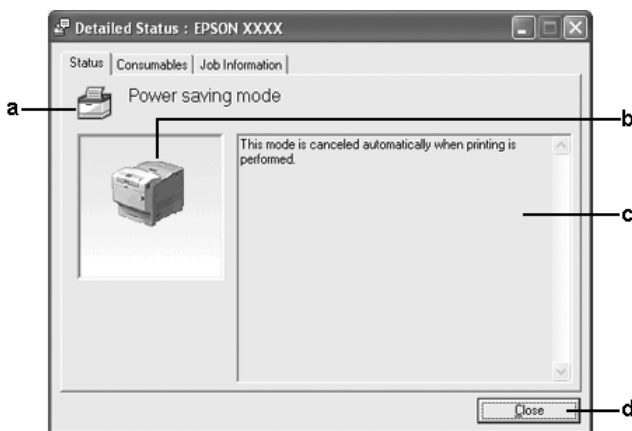 Detailed Status : EPSON XXXX
Status Consumables Job Information
a
Power saving mode
b
This mode is canceled automatically when printing is
performed.
c
Close
d